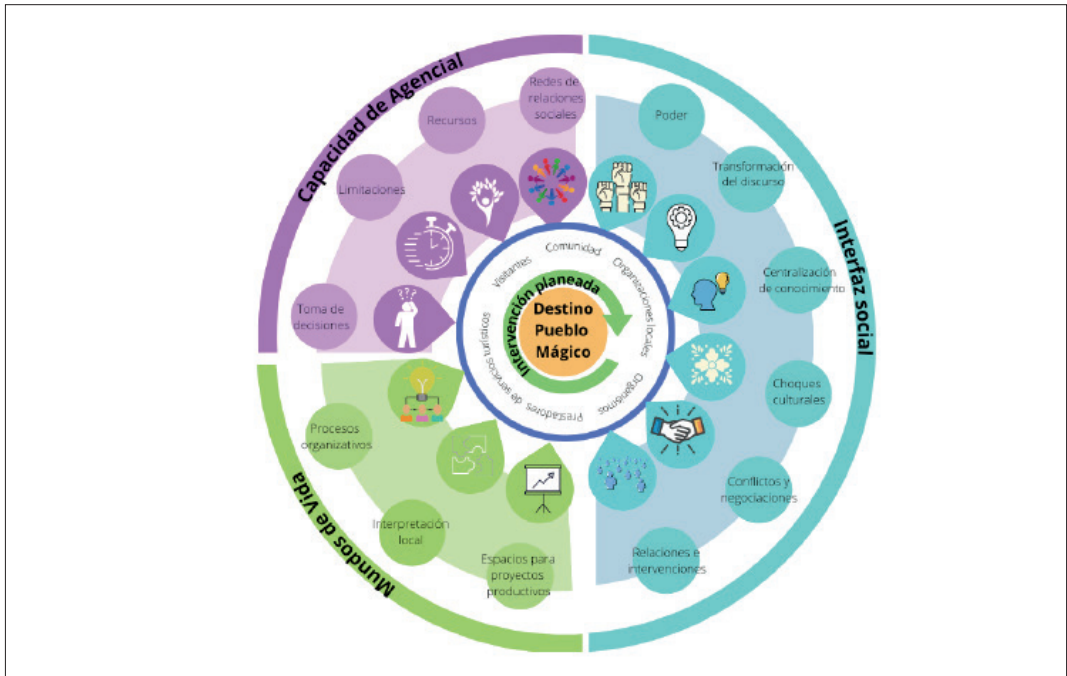 Capacidad de Agencial
Redes de
relaciones
sociales
Recursos
Limitaciones
Toma de
decisiones
Interfaz social
Poder
Transformación
del discurso
Centralización
de conocimiento
Choques
culturales
Conflictos y
negociaciones
Relaciones e
intervenciones
Mundos de Vida
Procesos
organizativos
Interpretación
local
Espacios para
proyectos
productivos
Visitantes
Comunidad
Organizaciones locales
Organismos
Prestadores de servicios turísticos
Intervención planeada
Destino
Pueblo
Mágico
???